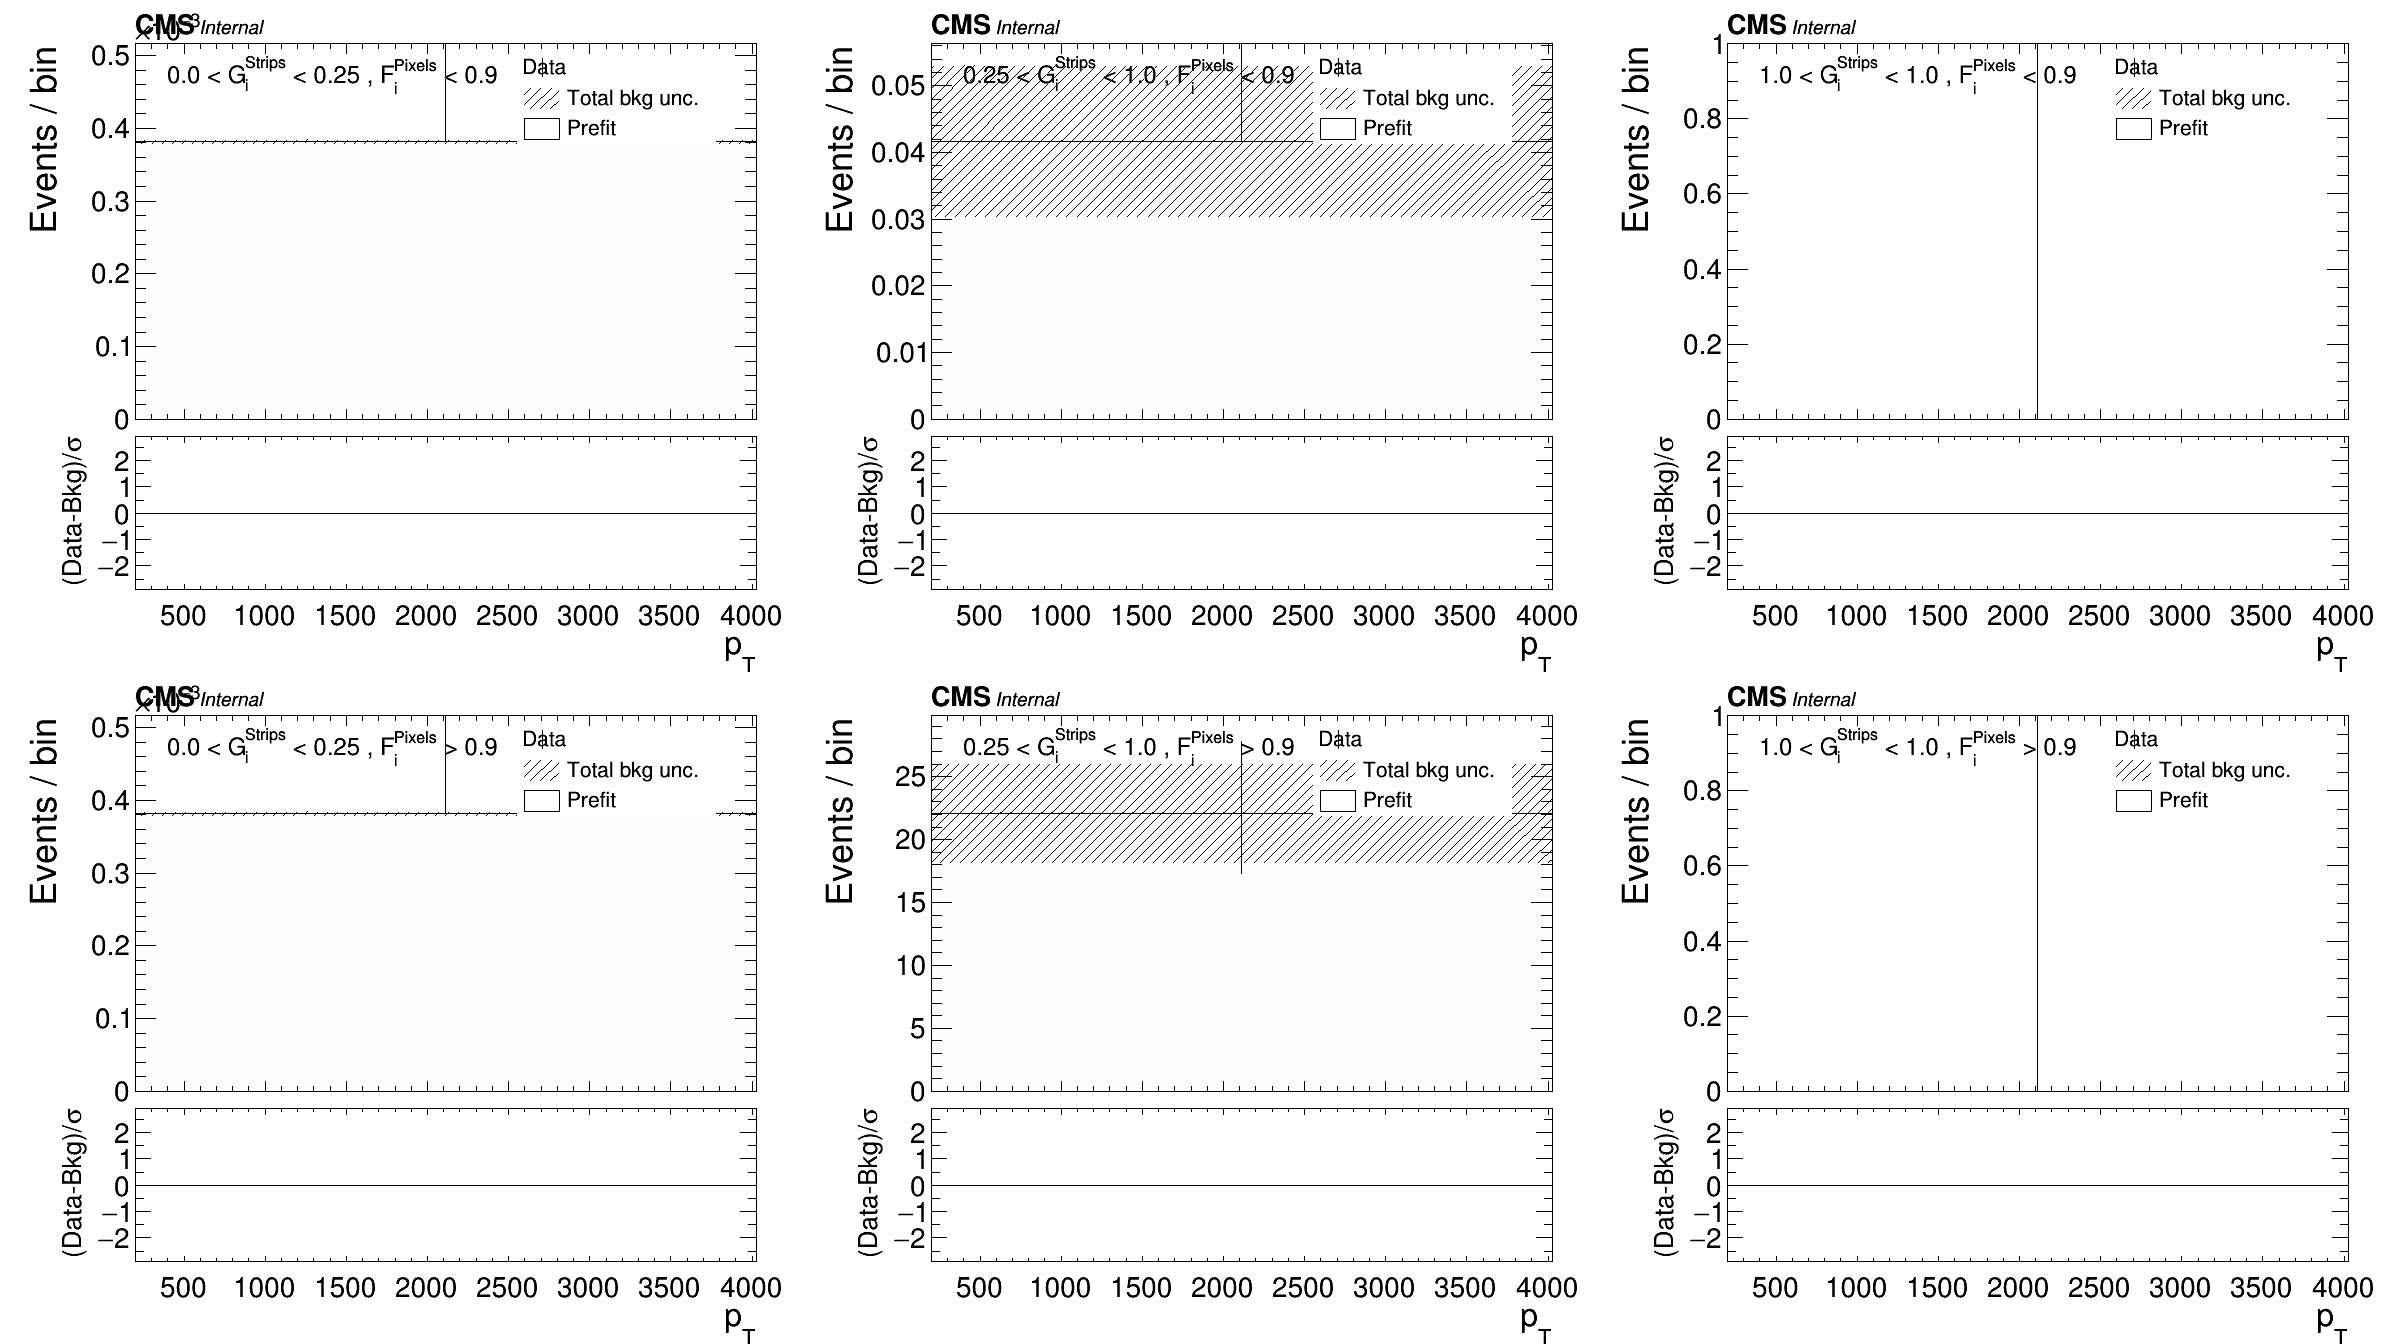 CMS Internal
×10⁻³
Events / bin
0.0 < G_i^Strips < 0.25 , F_i^Pixels < 0.9
Data
Total bkg unc.
Prefit
0.5
0.4
0.3
0.2
0.1
0
(Data-Bkg)/σ
2
1
0
−1
−2
500 1000 1500 2000 2500 3000 3500 4000
p_T
CMS Internal
Events / bin
0.25 < G_i^Strips < 1.0 , F_i^Pixels < 0.9
Data
Total bkg unc.
Prefit
0.05
0.04
0.03
0.02
0.01
0
(Data-Bkg)/σ
2
1
0
−1
−2
500 1000 1500 2000 2500 3000 3500 4000
p_T
CMS Internal
Events / bin
1.0 < G_i^Strips < 1.0 , F_i^Pixels < 0.9
Data
Total bkg unc.
Prefit
1
0.8
0.6
0.4
0.2
0
(Data-Bkg)/σ
2
1
0
−1
−2
500 1000 1500 2000 2500 3000 3500 4000
p_T
CMS Internal
×10⁻³
Events / bin
0.0 < G_i^Strips < 0.25 , F_i^Pixels > 0.9
Data
Total bkg unc.
Prefit
0.5
0.4
0.3
0.2
0.1
0
(Data-Bkg)/σ
2
1
0
−1
−2
500 1000 1500 2000 2500 3000 3500 4000
p_T
CMS Internal
Events / bin
0.25 < G_i^Strips < 1.0 , F_i^Pixels > 0.9
Data
Total bkg unc.
Prefit
25
20
15
10
5
0
(Data-Bkg)/σ
2
1
0
−1
−2
500 1000 1500 2000 2500 3000 3500 4000
p_T
CMS Internal
Events / bin
1.0 < G_i^Strips < 1.0 , F_i^Pixels > 0.9
Data
Total bkg unc.
Prefit
1
0.8
0.6
0.4
0.2
0
(Data-Bkg)/σ
2
1
0
−1
−2
500 1000 1500 2000 2500 3000 3500 4000
p_T